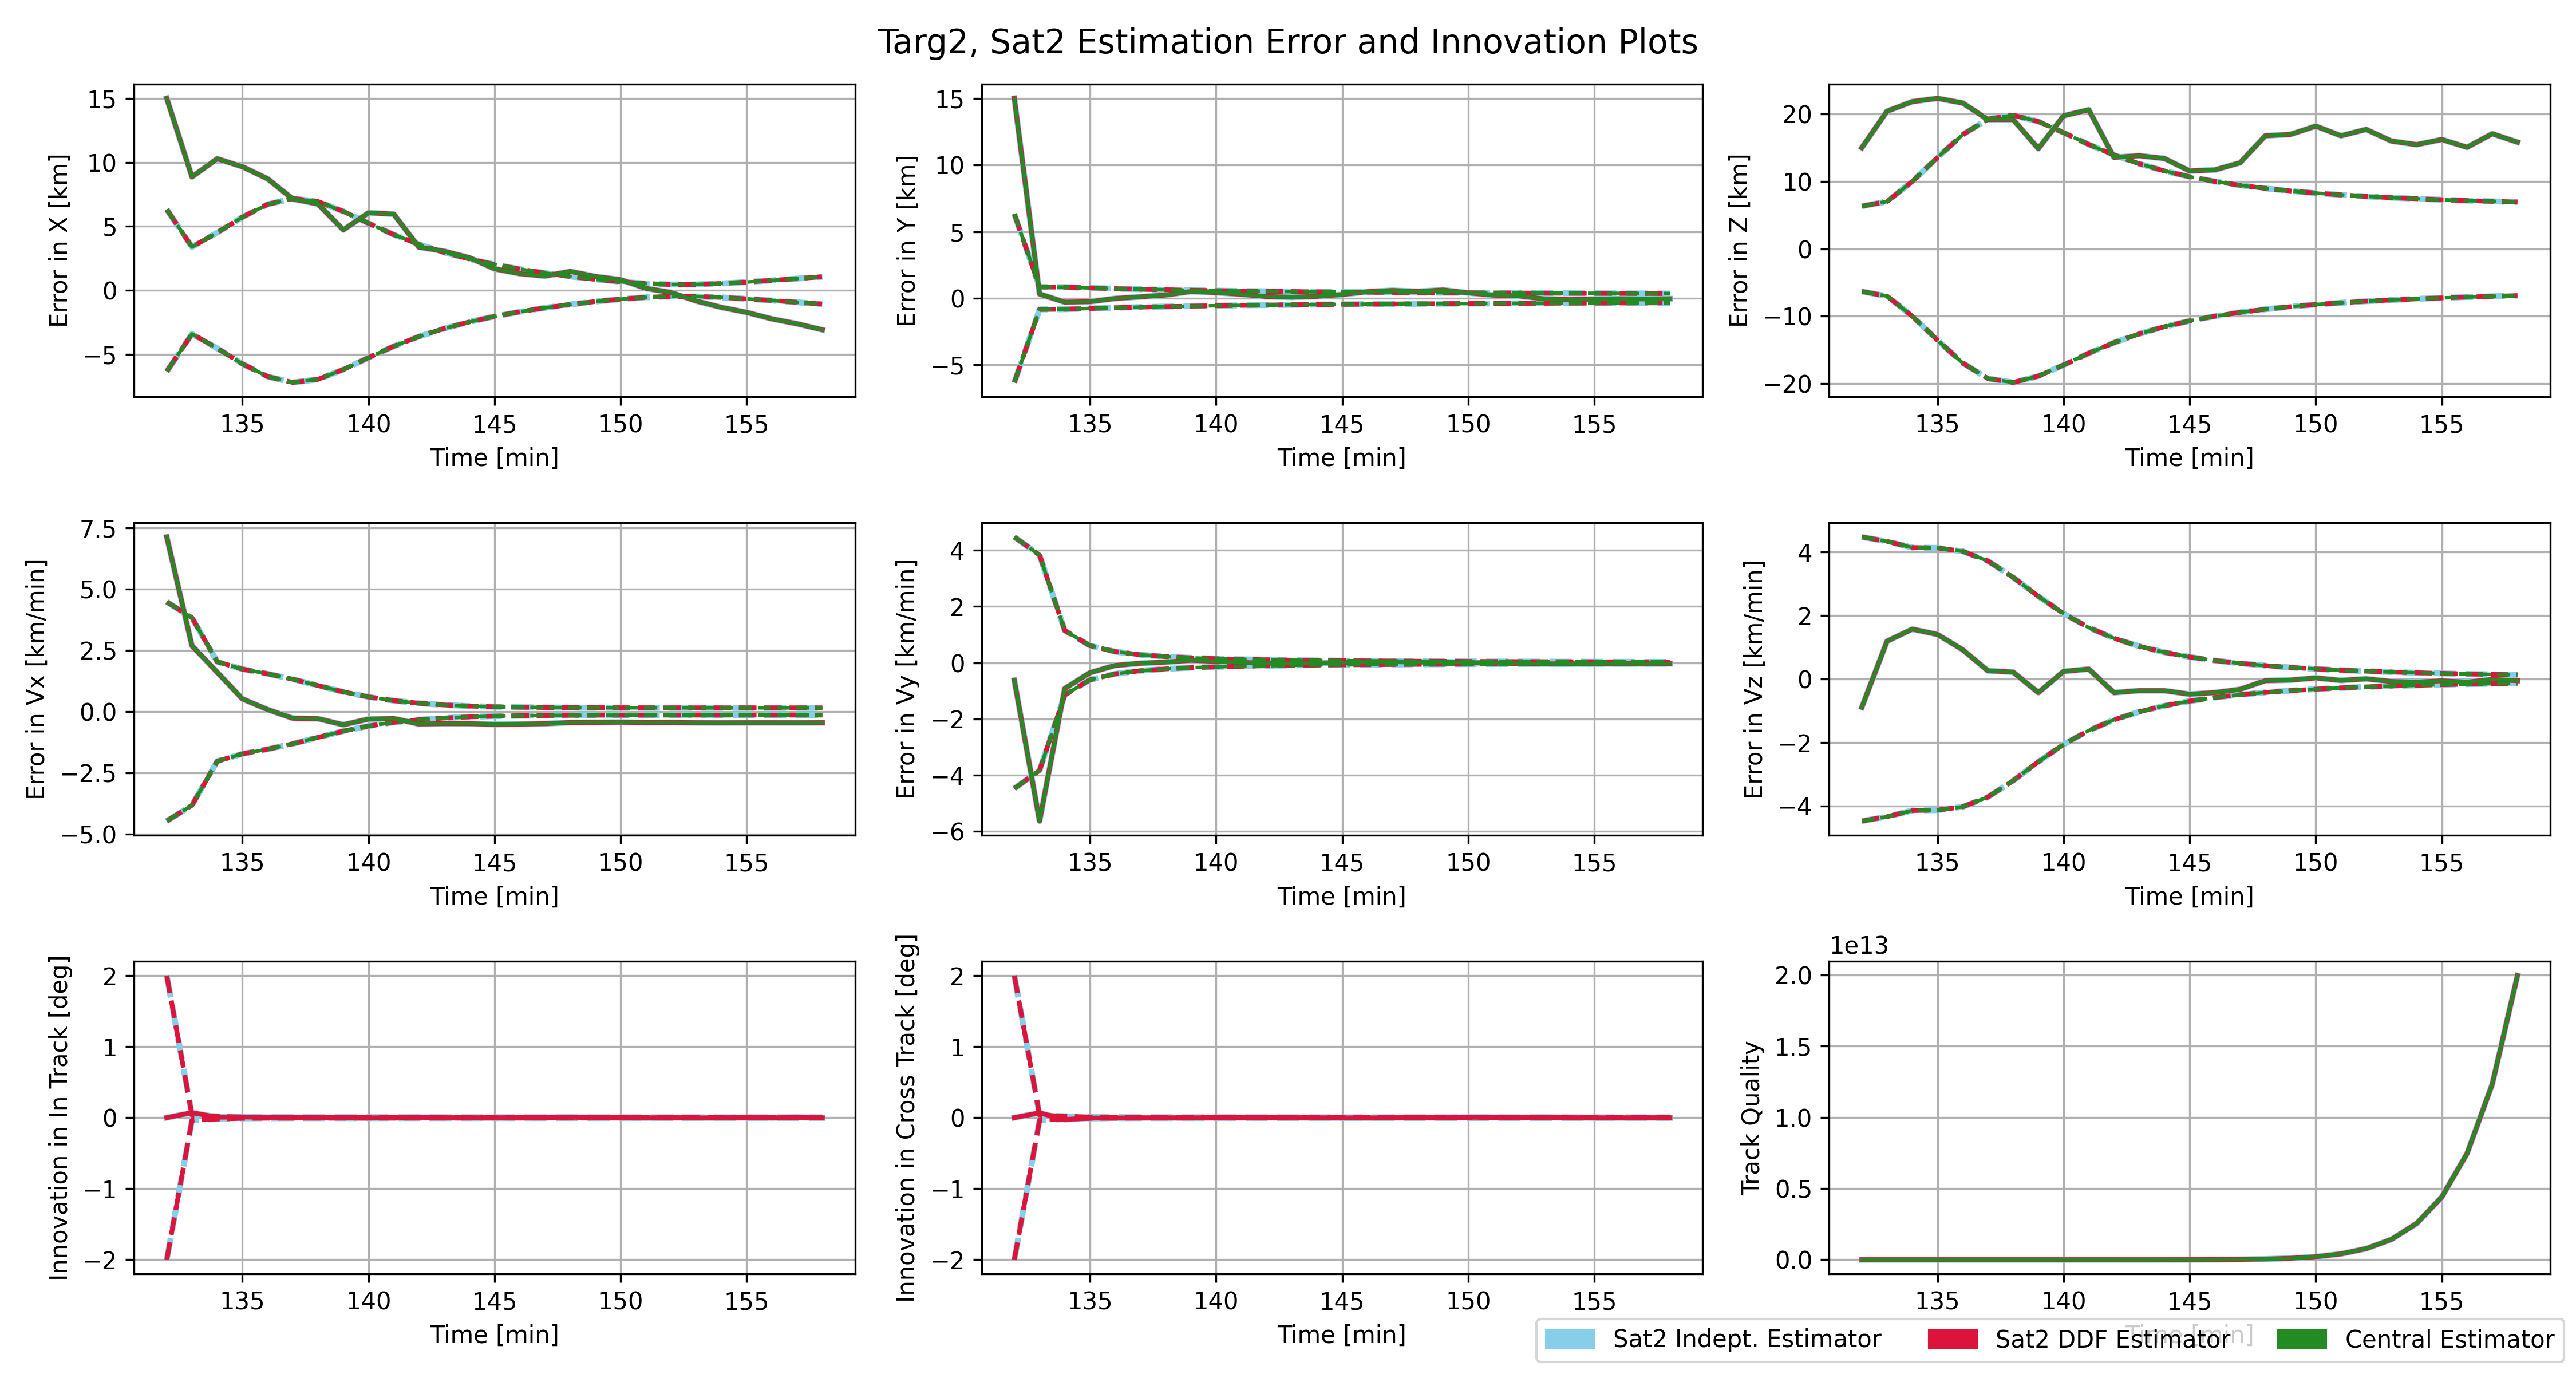 Targ2, Sat2 Estimation Error and Innovation Plots
Error in X [km]
15
10
5
0
−5
135 140 145 150 155
Time [min]
Error in Y [km]
15
10
5
0
−5
135 140 145 150 155
Time [min]
Error in Z [km]
20
10
0
−10
−20
135 140 145 150 155
Time [min]
Error in Vx [km/min]
7.5
5.0
2.5
0.0
−2.5
−5.0
135 140 145 150 155
Time [min]
Error in Vy [km/min]
4
2
0
−2
−4
−6
135 140 145 150 155
Time [min]
Error in Vz [km/min]
4
2
0
−2
−4
135 140 145 150 155
Time [min]
Innovation in In Track [deg]
2
1
0
−1
−2
135 140 145 150 155
Time [min]
Innovation in Cross Track [deg]
2
1
0
−1
−2
135 140 145 150 155
Time [min]
1e13
Track Quality
2.0
1.5
1.0
0.5
0.0
135 140 145 150 155
Time [min]
Sat2 Indept. Estimator Sat2 DDF Estimator Central Estimator